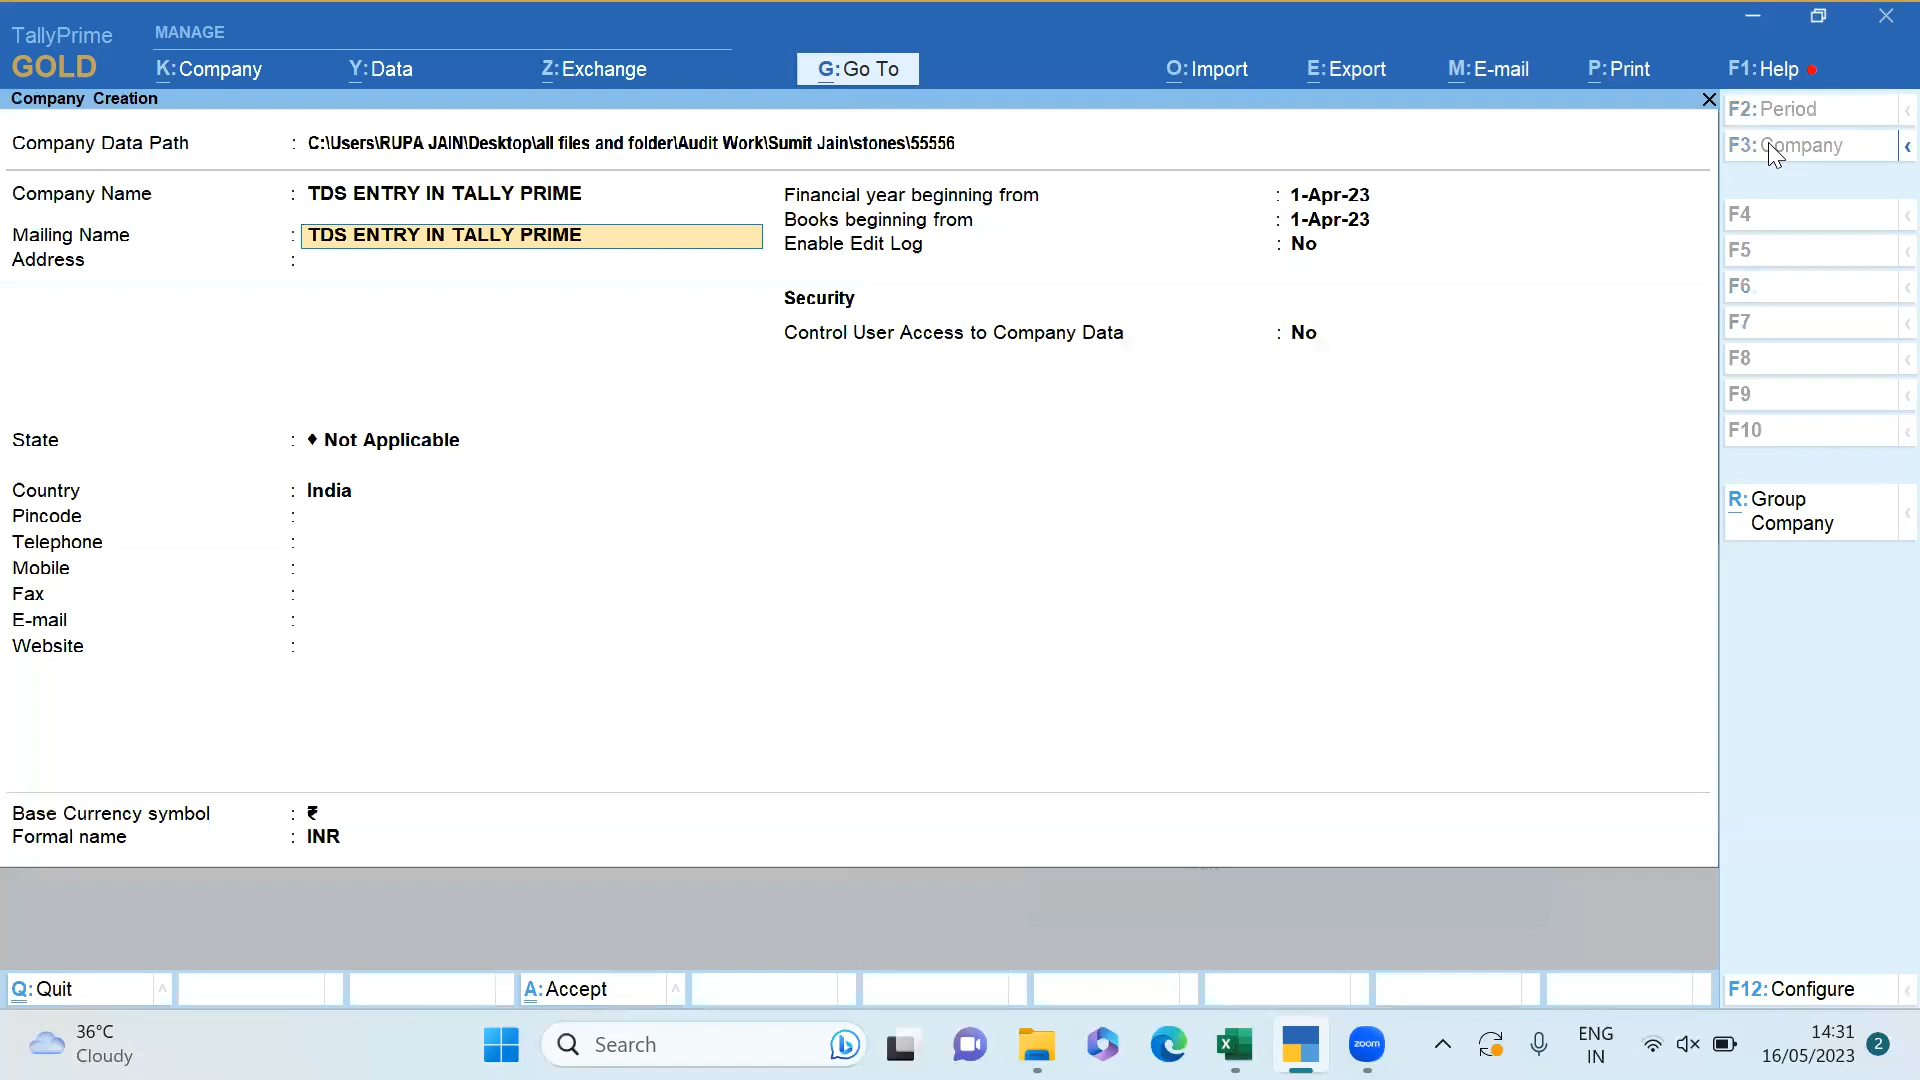 TallyPrime
GOLD
MANAGE
K:Company
Y:Data
Z:Exchange
G:Go To
O:Import
E:Export
M:E-mail
P:Print
F1:Help
Company Creation
Company Data Path : C:\Users\RUPA JAIN\Desktop\all files and folder\Audit Work\Sumit Jain\stones\55556
Company Name : TDS ENTRY IN TALLY PRIME
Mailing Name : TDS ENTRY IN TALLY PRIME
Address :
State : ♦ Not Applicable
Country : India
Pincode :
Telephone :
Mobile :
Fax :
E-mail :
Website :
Financial year beginning from : 1-Apr-23
Books beginning from : 1-Apr-23
Enable Edit Log : No
Security
Control User Access to Company Data : No
Base Currency symbol : ₹
Formal name : INR
F2:Period
F3:Company
F4
F5
F6
F7
F8
F9
F10
R:Group
Company
F12:Configure
Q:Quit
A:Accept
36°C
Cloudy
Search
zoom
ENG
IN
14:31
16/05/2023
2